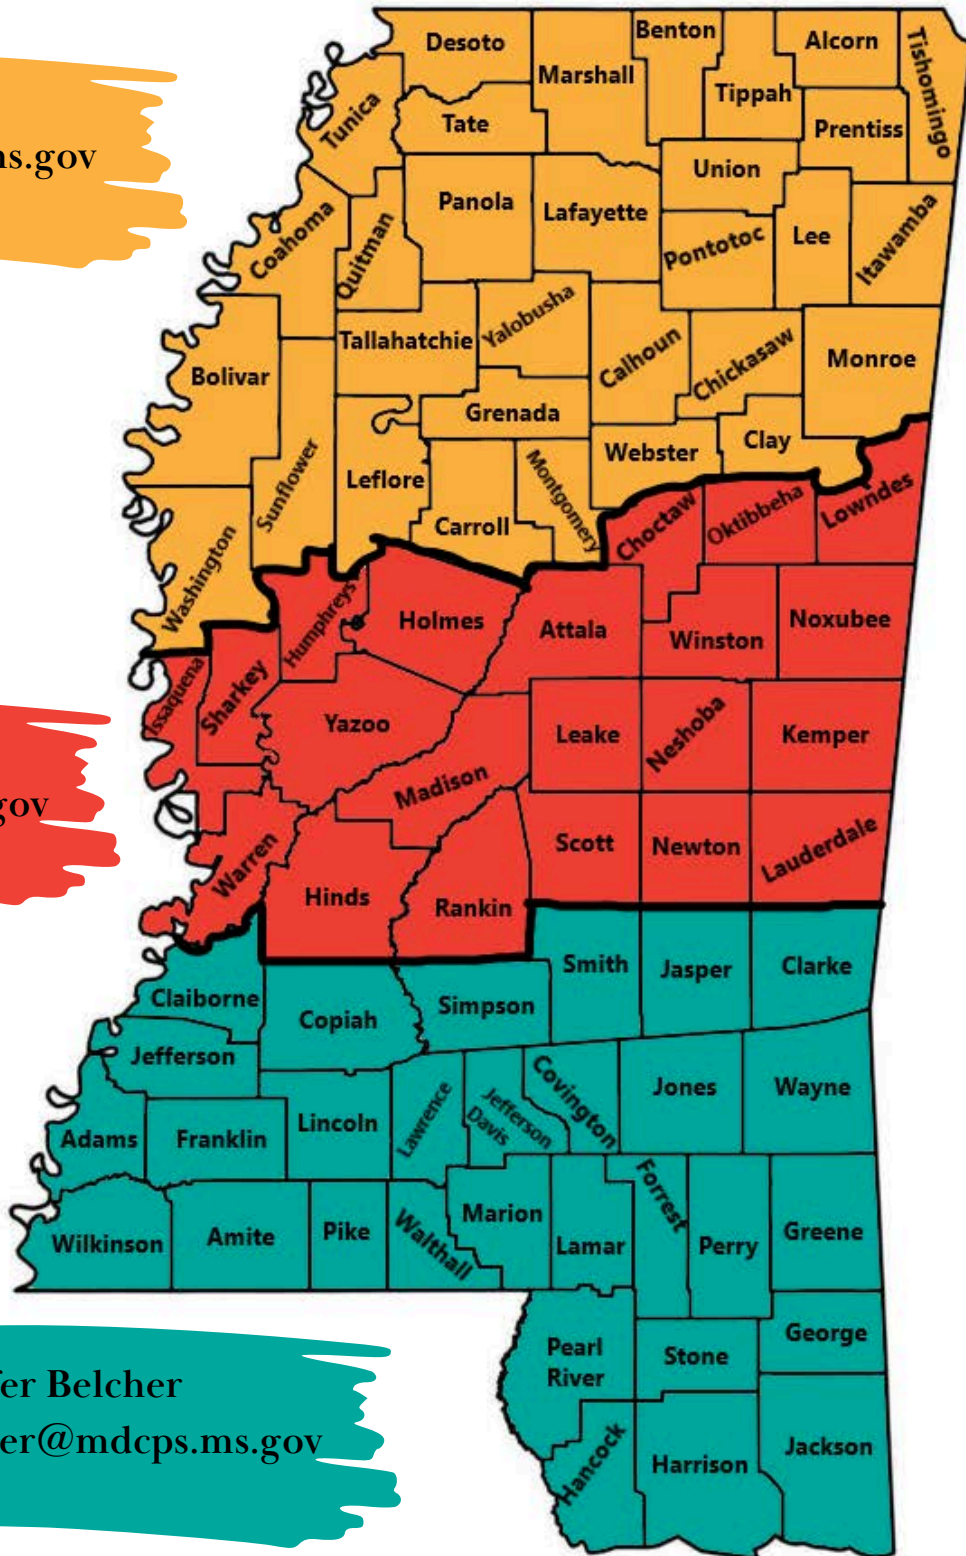 Desoto
Marshall
Benton
Tippah
Alcorn
Tishomingo
Tunica
Tate
Prentiss
Union
Panola
Lafayette
Coahoma
Quitman
Pontotoc
Lee
Itawamba
Tallahatchie
Yalobusha
Calhoun
Chickasaw
Monroe
Bolivar
Grenada
Sunflower
Leflore
Carroll
Montgomery
Webster
Clay
Washington
ms.gov
Choctaw
Oktibbeha
Lowndes
Humphreys
Holmes
Attala
Winston
Noxubee
Issaquena
Sharkey
Yazoo
Leake
Neshoba
Kemper
Madison
Warren
Hinds
Rankin
Scott
Newton
Lauderdale
gov
Claiborne
Copiah
Simpson
Smith
Jasper
Clarke
Jefferson
Adams
Franklin
Lincoln
Lawrence
Jefferson
Davis
Covington
Jones
Wayne
Wilkinson
Amite
Pike
Walthall
Marion
Lamar
Forrest
Perry
Greene
Pearl
River
Stone
George
Hancock
Harrison
Jackson
fer Belcher
er@mdcps.ms.gov